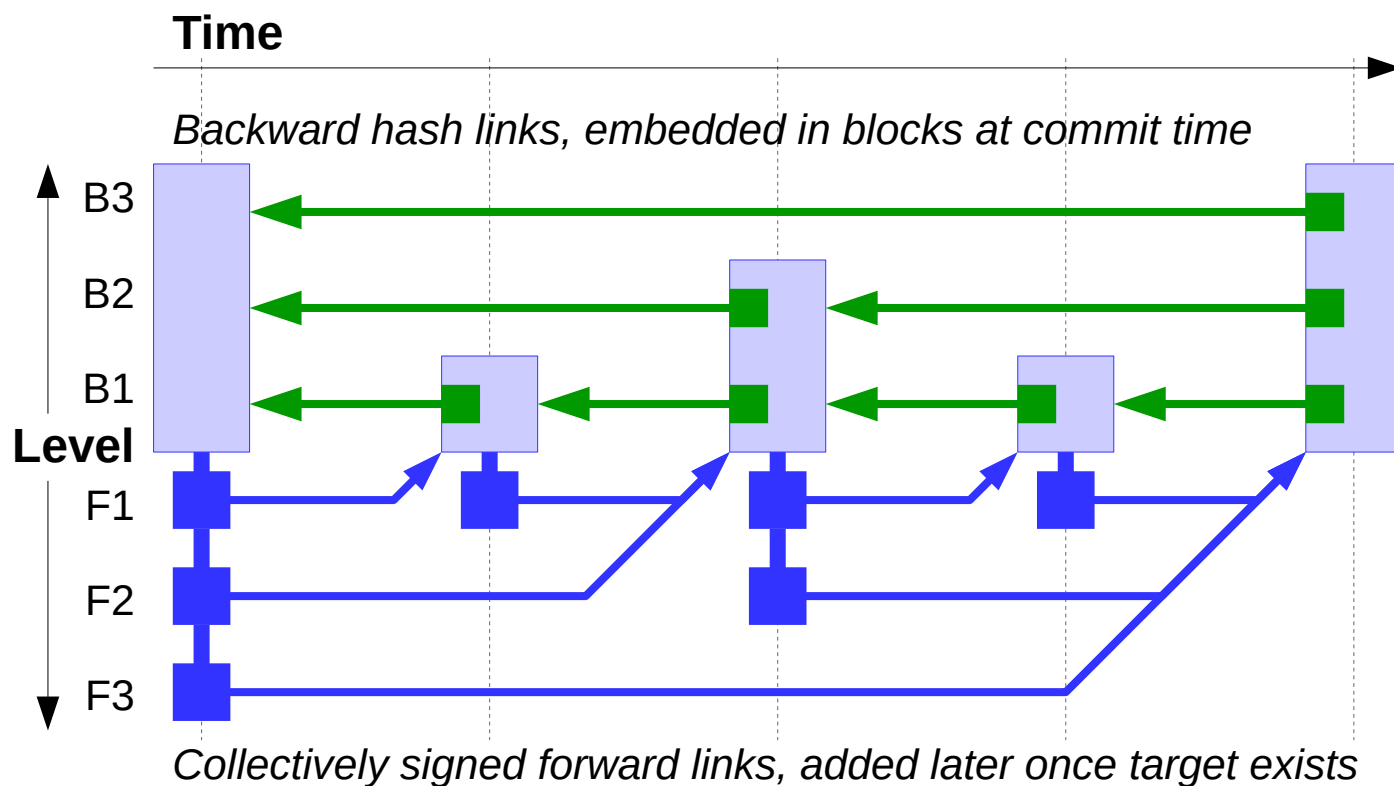 Time
Backward hash links, embedded in blocks at commit time
B3
B2
B1
Level
F1
F2
F3
Collectively signed forward links, added later once target exists